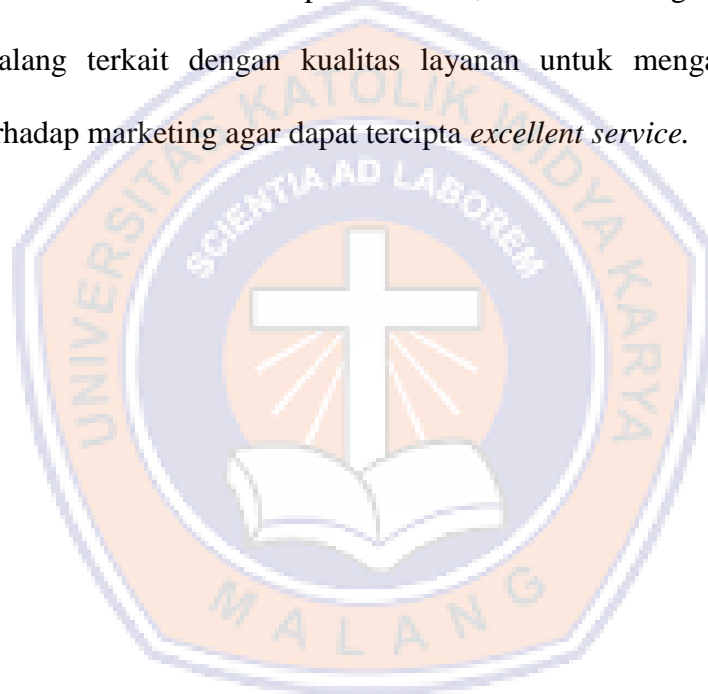 alang terkait dengan kualitas layanan untuk menga
rhadap marketing agar dapat tercipta excellent service.
UNIVERSITAS KATOLIK WIDYA KARYA
SCIENTIA AD LABOREM
MALANG